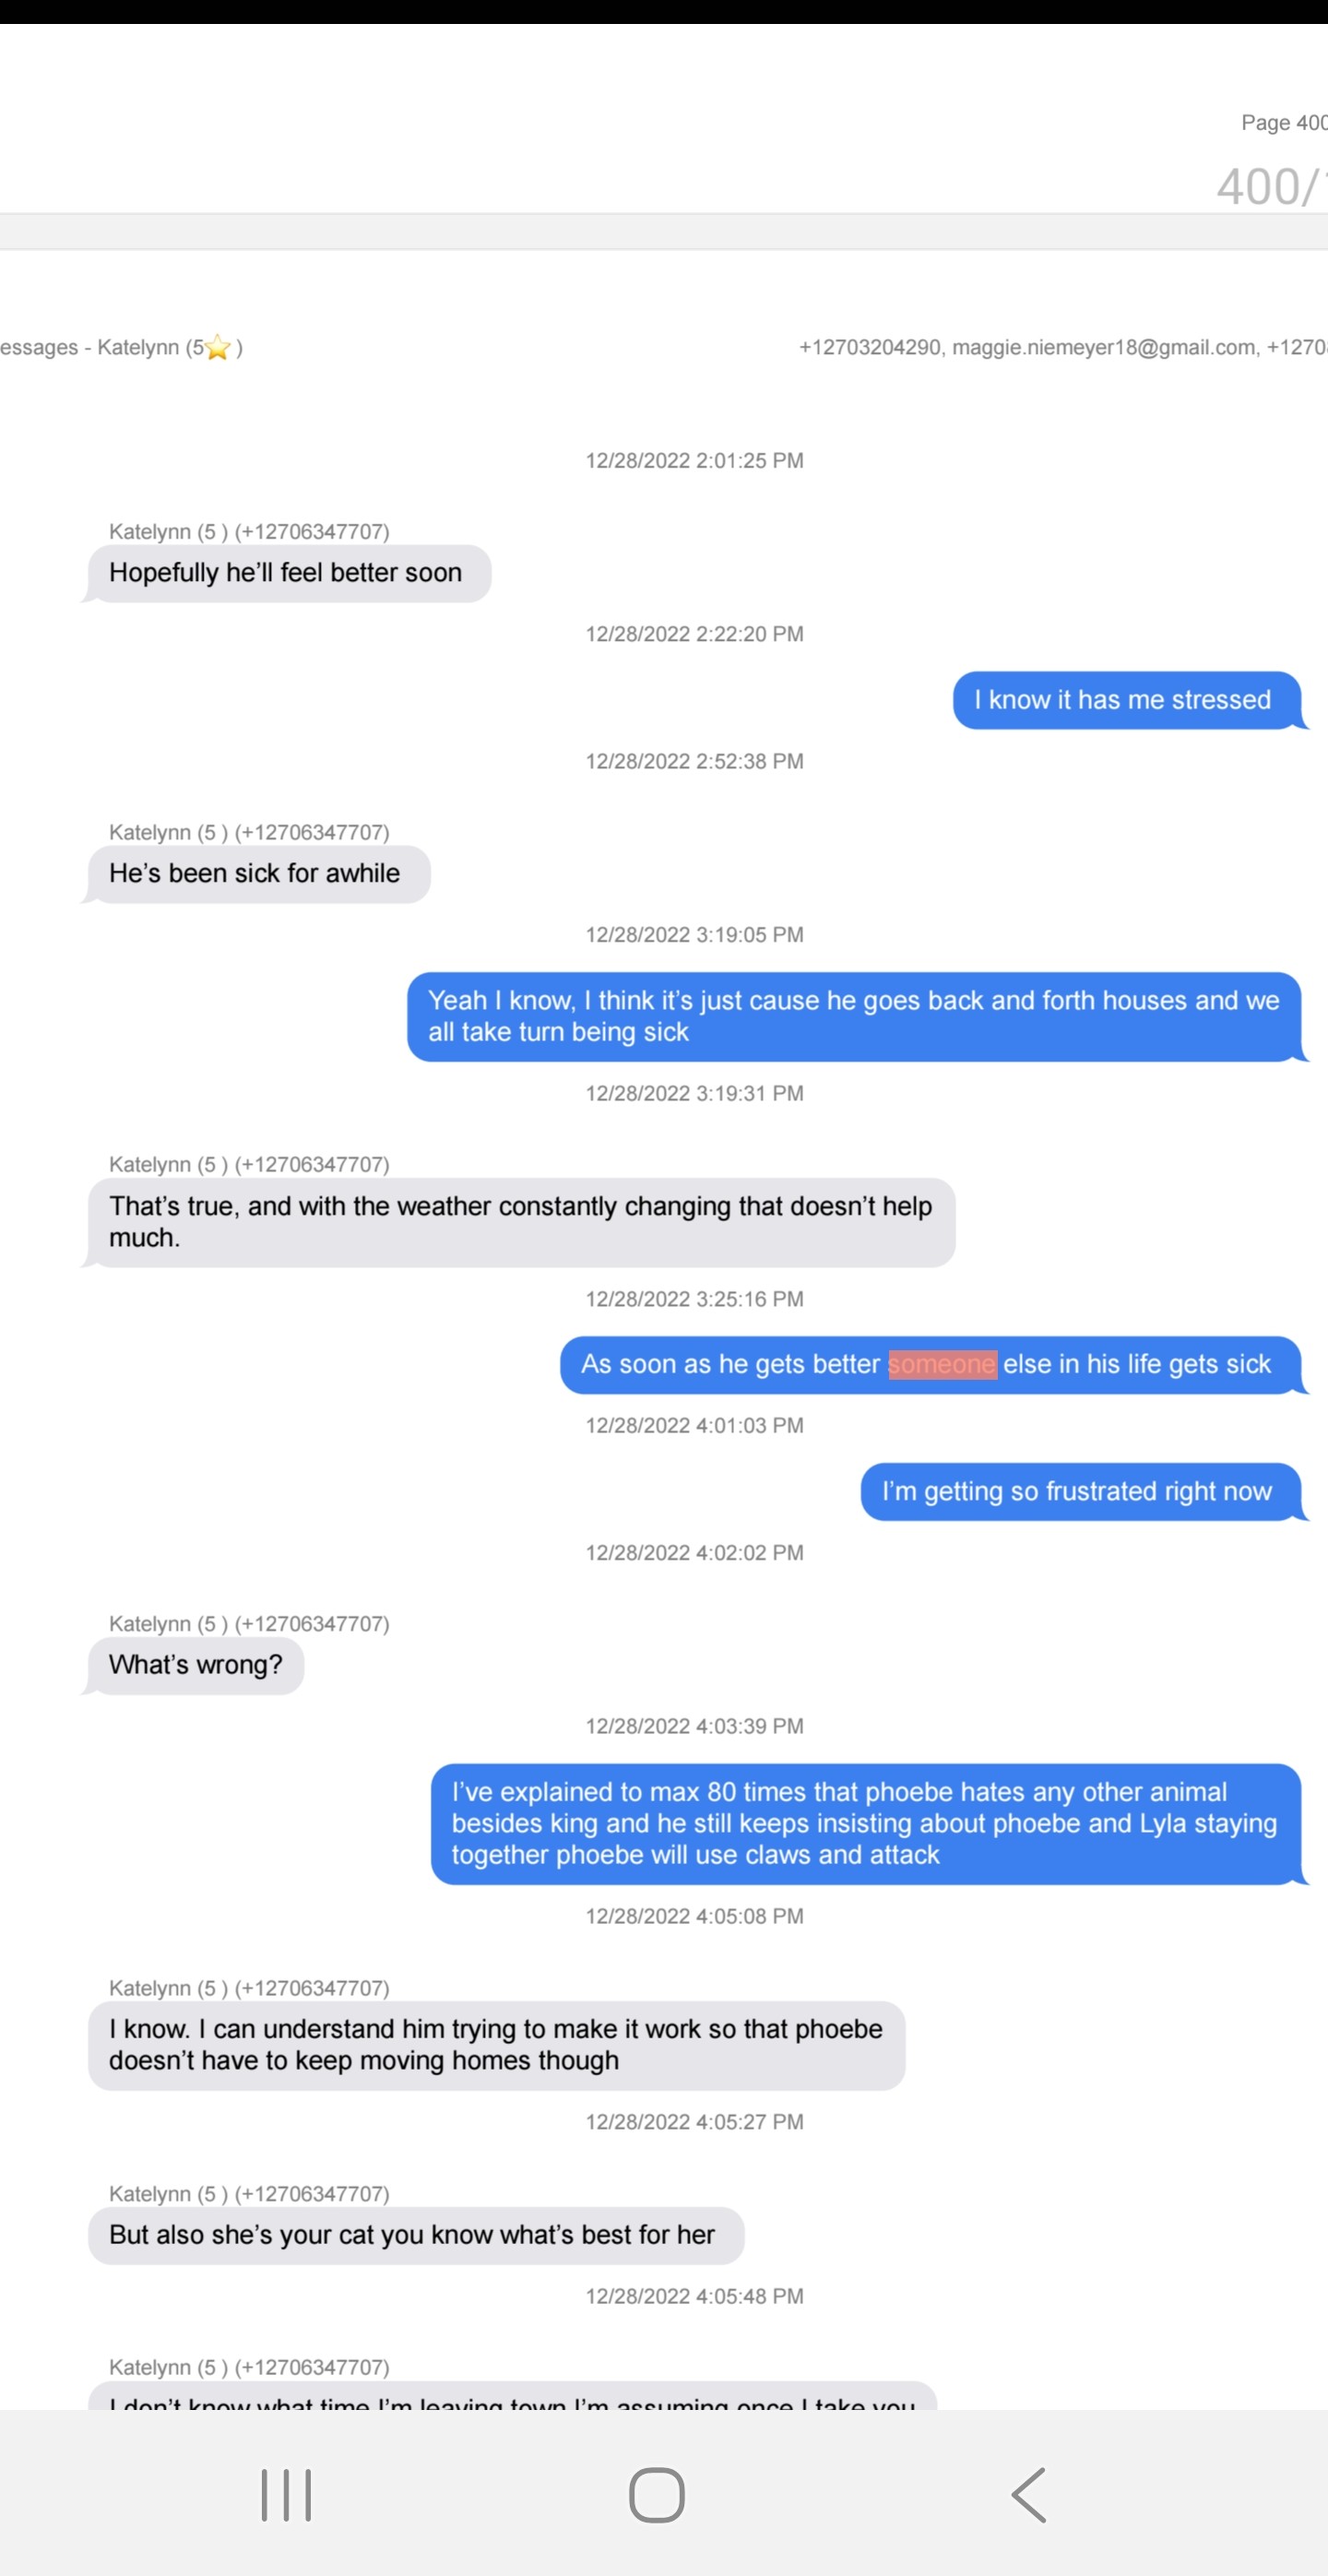 Page 400
400/
essages - Katelynn (5⭐ )
+12703204290, maggie.niemeyer18@gmail.com, +1270
12/28/2022 2:01:25 PM
Katelynn (5 ) (+12706347707)
Hopefully he’ll feel better soon
12/28/2022 2:22:20 PM
I know it has me stressed
12/28/2022 2:52:38 PM
Katelynn (5 ) (+12706347707)
He’s been sick for awhile
12/28/2022 3:19:05 PM
Yeah I know, I think it’s just cause he goes back and forth houses and we
all take turn being sick
12/28/2022 3:19:31 PM
Katelynn (5 ) (+12706347707)
That’s true, and with the weather constantly changing that doesn’t help
much.
12/28/2022 3:25:16 PM
As soon as he gets better someone else in his life gets sick
12/28/2022 4:01:03 PM
I’m getting so frustrated right now
12/28/2022 4:02:02 PM
Katelynn (5 ) (+12706347707)
What’s wrong?
12/28/2022 4:03:39 PM
I’ve explained to max 80 times that phoebe hates any other animal
besides king and he still keeps insisting about phoebe and Lyla staying
together phoebe will use claws and attack
12/28/2022 4:05:08 PM
Katelynn (5 ) (+12706347707)
I know. I can understand him trying to make it work so that phoebe
doesn’t have to keep moving homes though
12/28/2022 4:05:27 PM
Katelynn (5 ) (+12706347707)
But also she’s your cat you know what’s best for her
12/28/2022 4:05:48 PM
Katelynn (5 ) (+12706347707)
I don’t know what time I’m leaving town I’m assuming once I take you